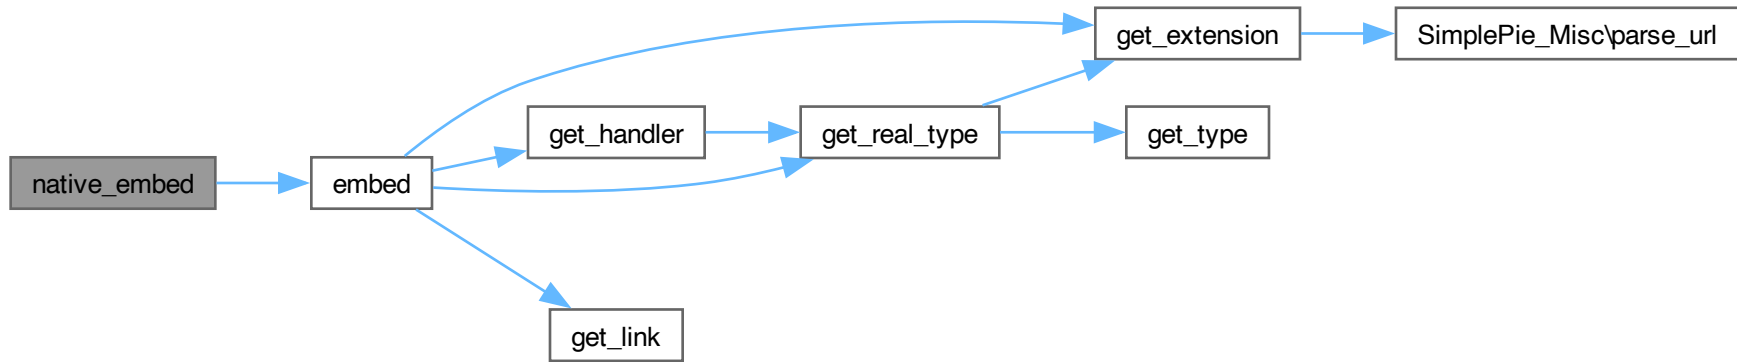 native_embed
embed
get_handler
get_real_type
get_extension
SimplePie_Misc\parse_url
get_type
get_link